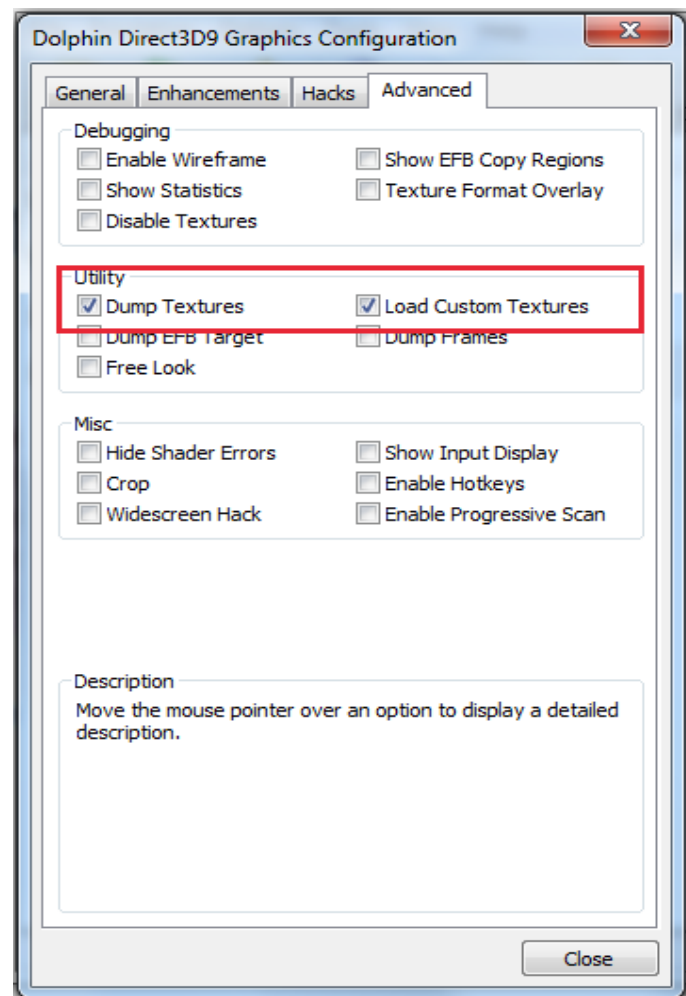 Dolphin Direct3D9 Graphics Configuration
General Enhancements Hacks Advanced
Debugging
Enable Wireframe Show EFB Copy Regions
Show Statistics Texture Format Overlay
Disable Textures
Utility
Dump Textures Load Custom Textures
Dump EFB Target Dump Frames
Free Look
Misc
Hide Shader Errors Show Input Display
Crop Enable Hotkeys
Widescreen Hack Enable Progressive Scan
Description
Move the mouse pointer over an option to display a detailed
description.
Close